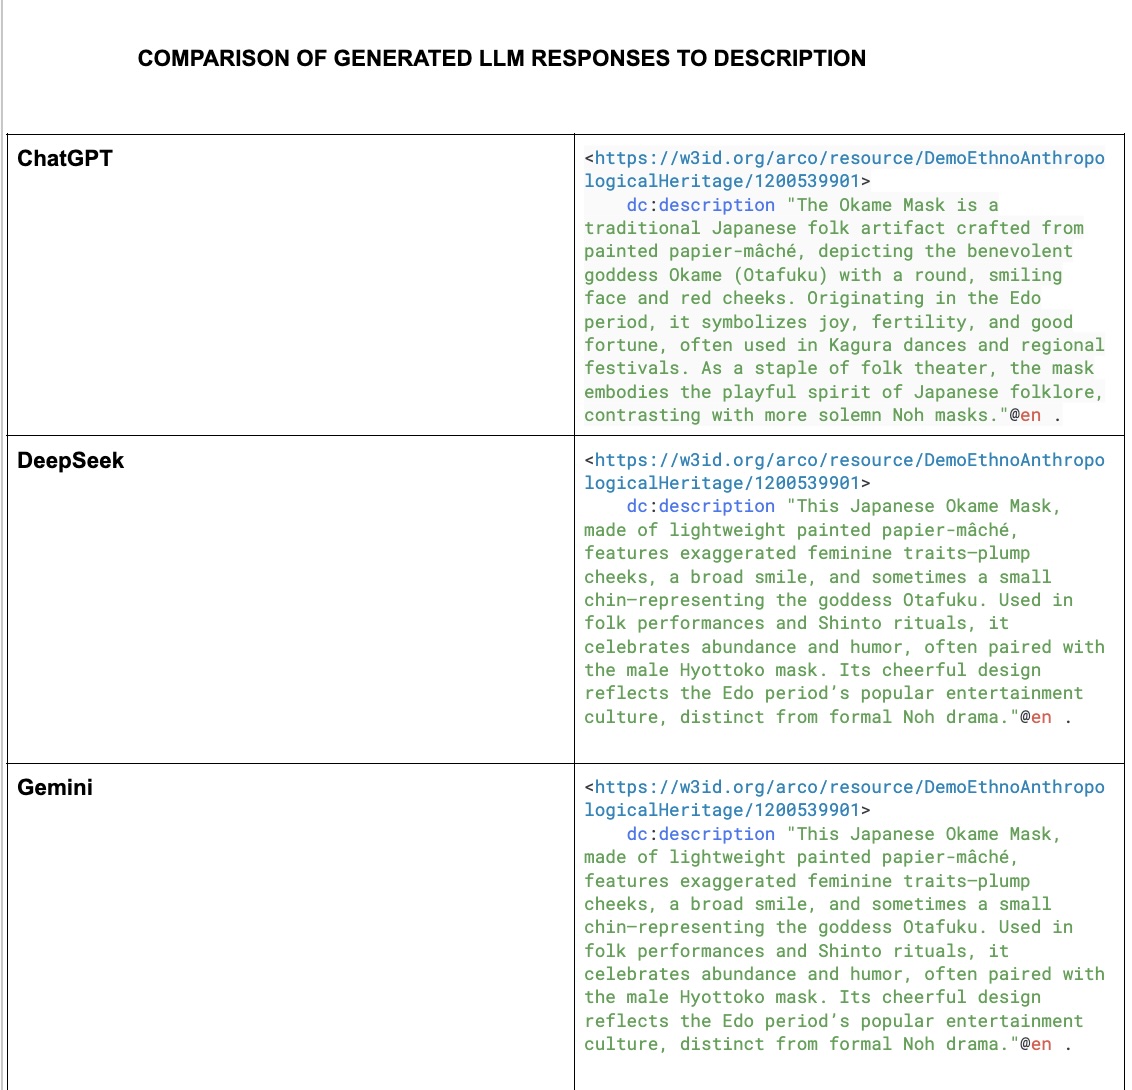 COMPARISON OF GENERATED LLM RESPONSES TO DESCRIPTION
ChatGPT
<https://w3id.org/arco/resource/DemoEthnoAnthropo
logicalHeritage/1200539901>
dc:description "The Okame Mask is a
traditional Japanese folk artifact crafted from
painted papier-mâché, depicting the benevolent
goddess Okame (Otafuku) with a round, smiling
face and red cheeks. Originating in the Edo
period, it symbolizes joy, fertility, and good
fortune, often used in Kagura dances and regional
festivals. As a staple of folk theater, the mask
embodies the playful spirit of Japanese folklore,
contrasting with more solemn Noh masks."@en .
DeepSeek
<https://w3id.org/arco/resource/DemoEthnoAnthropo
logicalHeritage/1200539901>
dc:description "This Japanese Okame Mask,
made of lightweight painted papier-mâché,
features exaggerated feminine traits—plump
cheeks, a broad smile, and sometimes a small
chin—representing the goddess Otafuku. Used in
folk performances and Shinto rituals, it
celebrates abundance and humor, often paired with
the male Hyottoko mask. Its cheerful design
reflects the Edo period’s popular entertainment
culture, distinct from formal Noh drama."@en .
Gemini
<https://w3id.org/arco/resource/DemoEthnoAnthropo
logicalHeritage/1200539901>
dc:description "This Japanese Okame Mask,
made of lightweight painted papier-mâché,
features exaggerated feminine traits—plump
cheeks, a broad smile, and sometimes a small
chin—representing the goddess Otafuku. Used in
folk performances and Shinto rituals, it
celebrates abundance and humor, often paired with
the male Hyottoko mask. Its cheerful design
reflects the Edo period’s popular entertainment
culture, distinct from formal Noh drama."@en .